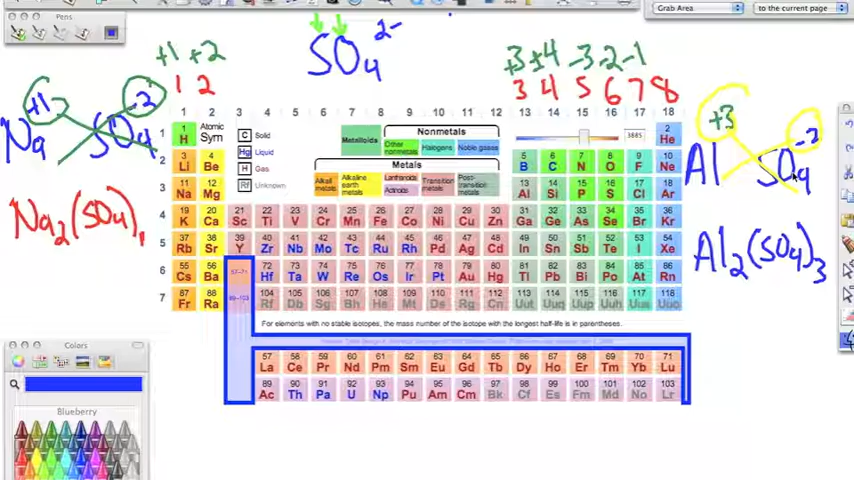 Pens
Grab Area
to the current page
SO4 2-
+1 +2
1 2
+3 ±4 -3 -2 -1
3 4 5 6 7 8
+1 -2
Na SO4
Na2(SO4)1
+3 -2
Al SO4
Al2(SO4)3
1 2 3 4 5 6 7 8 9 10 11 12 13 14 15 16 17 18
Atomic
Sym
C Solid
Hg Liquid
H Gas
Rf Unknown
Metalloids
Nonmetals
Other nonmetals
Halogens
Noble gases
Metals
Alkali metals
Alkaline earth metals
Lanthanoids
Actinoids
Transition metals
Post-transition metals
3885
1 1 H 2 He
2 3 Li 4 Be 5 B 6 C 7 N 8 O 9 F 10 Ne
3 11 Na 12 Mg 13 Al 14 Si 15 P 16 S 17 Cl 18 Ar
4 19 K 20 Ca 21 Sc 22 Ti 23 V 24 Cr 25 Mn 26 Fe 27 Co 28 Ni 29 Cu 30 Zn 31 Ga 32 Ge 33 As 34 Se 35 Br 36 Kr
5 37 Rb 38 Sr 39 Y 40 Zr 41 Nb 42 Mo 43 Tc 44 Ru 45 Rh 46 Pd 47 Ag 48 Cd 49 In 50 Sn 51 Sb 52 Te 53 I 54 Xe
6 55 Cs 56 Ba 57-71 72 Hf 73 Ta 74 W 75 Re 76 Os 77 Ir 78 Pt 79 Au 80 Hg 81 Tl 82 Pb 83 Bi 84 Po 85 At 86 Rn
7 87 Fr 88 Ra 89-103 104 Rf 105 Db 106 Sg 107 Bh 108 Hs 109 Mt 110 Ds 111 Rg 112 Cn 113 Uut 114 Uuq 115 Uup 116 Uuh 117 Uus 118 Uuo
For elements with no stable isotopes, the mass number of the isotope with the longest half-life is in parentheses.
57 La 58 Ce 59 Pr 60 Nd 61 Pm 62 Sm 63 Eu 64 Gd 65 Tb 66 Dy 67 Ho 68 Er 69 Tm 70 Yb 71 Lu
89 Ac 90 Th 91 Pa 92 U 93 Np 94 Pu 95 Am 96 Cm 97 Bk 98 Cf 99 Es 100 Fm 101 Md 102 No 103 Lr
Colors
Blueberry